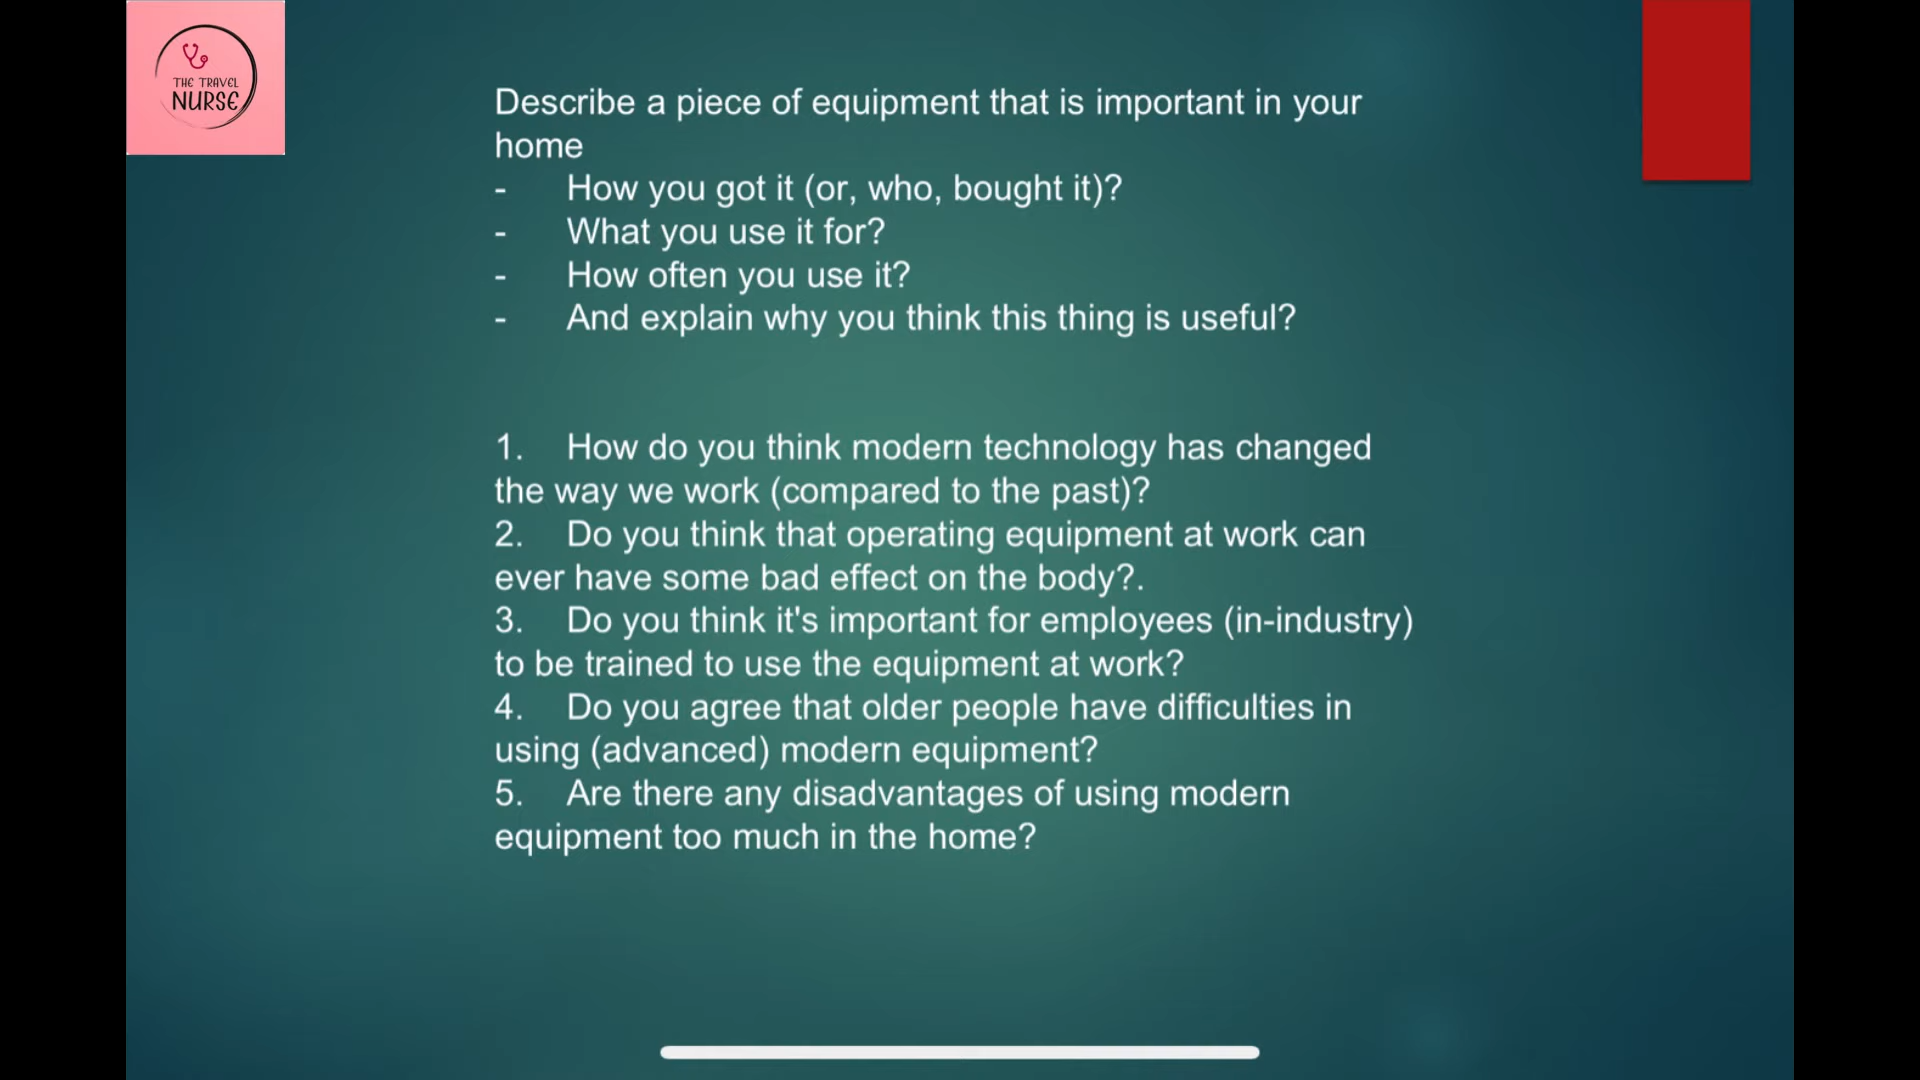 THE TRAVEL
NURSE
Describe a piece of equipment that is important in your
home
- How you got it (or, who, bought it)?
- What you use it for?
- How often you use it?
- And explain why you think this thing is useful?
1. How do you think modern technology has changed
the way we work (compared to the past)?
2. Do you think that operating equipment at work can
ever have some bad effect on the body?.
3. Do you think it's important for employees (in-industry)
to be trained to use the equipment at work?
4. Do you agree that older people have difficulties in
using (advanced) modern equipment?
5. Are there any disadvantages of using modern
equipment too much in the home?